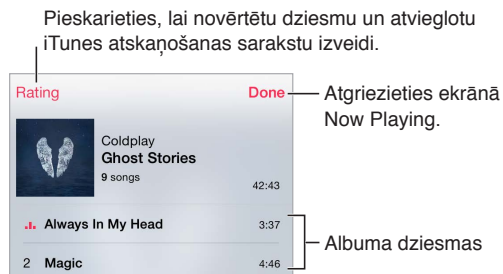 Pieskarieties, lai novērtētu dziesmu un atvieglotu
iTunes atskaņošanas sarakstu izveidi.
Rating
Done
Atgriezieties ekrānā
Now Playing.
Coldplay
Ghost Stories
9 songs
42:43
Always In My Head 3:37
Albuma dziesmas
2 Magic 4:46